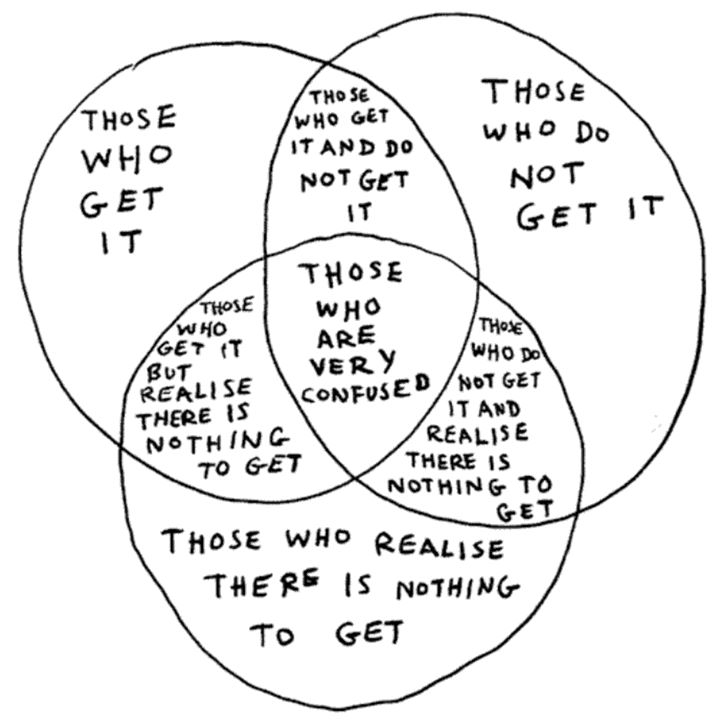 THOSE
WHO
GET
IT
THOSE
WHO GET
IT AND DO
NOT GET
IT
THOSE
WHO DO
NOT
GET IT
THOSE
WHO
GET IT
BUT
REALISE
THERE IS
NOTHING
TO GET
THOSE
WHO
ARE
VERY
CONFUSED
THOSE
WHO DO
NOT GET
IT AND
REALISE
THERE IS
NOTHING TO
GET
THOSE WHO REALISE
THERE IS NOTHING
TO GET